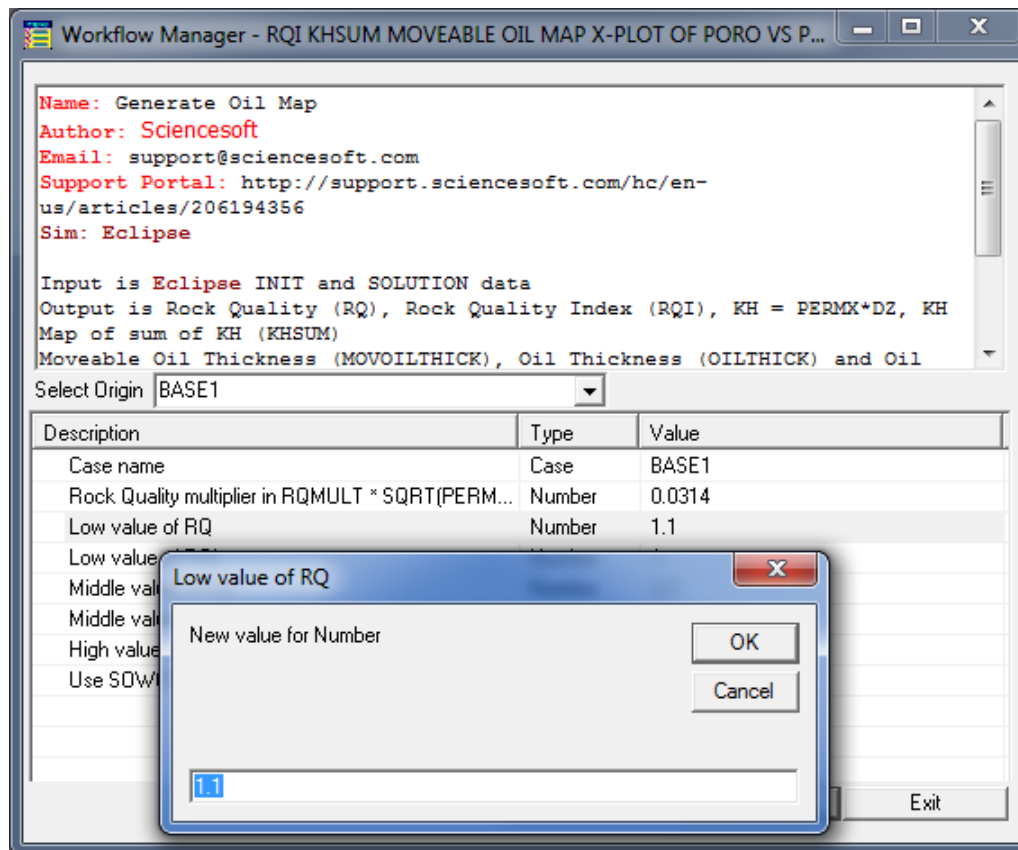 Workflow Manager - RQI KHSUM MOVEABLE OIL MAP X-PLOT OF PORO VS P...
Name: Generate Oil Map
Author: Sciencesoft
Email: support@sciencesoft.com
Support Portal: http://support.sciencesoft.com/hc/en-
us/articles/206194356
Sim: Eclipse
Input is Eclipse INIT and SOLUTION data
Output is Rock Quality (RQ), Rock Quality Index (RQI), KH = PERMX*DZ, KH
Map of sum of KH (KHSUM)
Moveable Oil Thickness (MOVOILTHICK), Oil Thickness (OILTHICK) and Oil
Select Origin BASE1
Description Type Value
Case name Case BASE1
Rock Quality multiplier in RQMULT * SQRT(PERM... Number 0.0314
Low value of RQ Number 1.1
Low value
Middle val
Middle val
High value
Use SOW
Low value of RQ
New value for Number
OK
Cancel
1.1
Exit